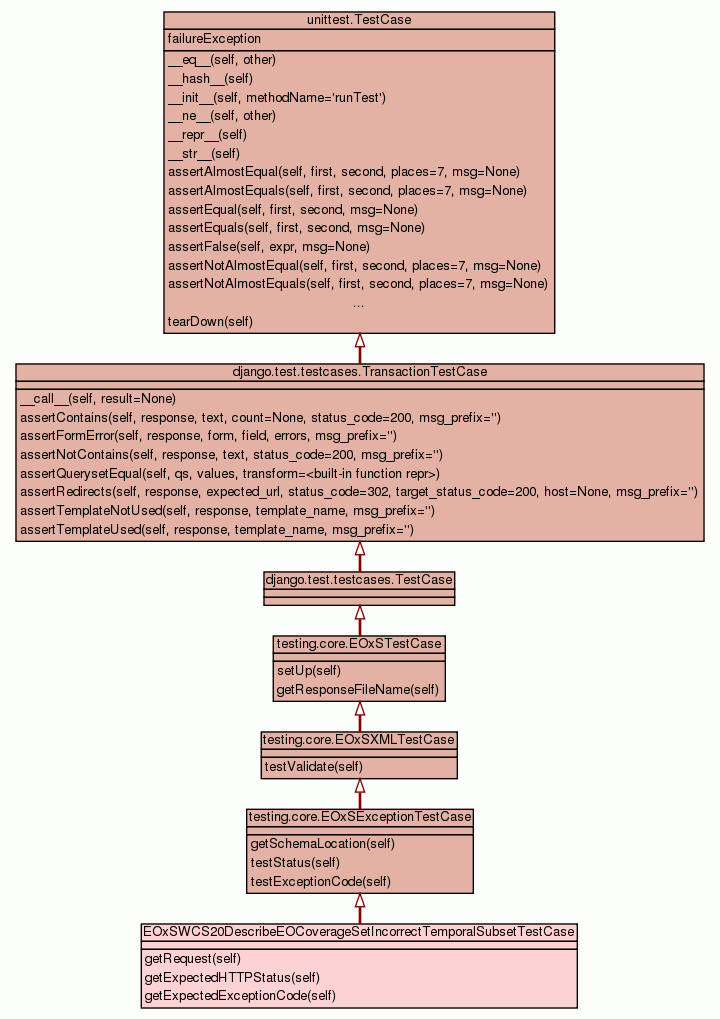 unittest.TestCase
failureException
__eq__(self, other)
__hash__(self)
__init__(self, methodName='runTest')
__ne__(self, other)
__repr__(self)
__str__(self)
assertAlmostEqual(self, first, second, places=7, msg=None)
assertAlmostEquals(self, first, second, places=7, msg=None)
assertEqual(self, first, second, msg=None)
assertEquals(self, first, second, msg=None)
assertFalse(self, expr, msg=None)
assertNotAlmostEqual(self, first, second, places=7, msg=None)
assertNotAlmostEquals(self, first, second, places=7, msg=None)
...
tearDown(self)
django.test.testcases.TransactionTestCase
__call__(self, result=None)
assertContains(self, response, text, count=None, status_code=200, msg_prefix='')
assertFormError(self, response, form, field, errors, msg_prefix='')
assertNotContains(self, response, text, status_code=200, msg_prefix='')
assertQuerysetEqual(self, qs, values, transform=<built-in function repr>)
assertRedirects(self, response, expected_url, status_code=302, target_status_code=200, host=None, msg_prefix='')
assertTemplateNotUsed(self, response, template_name, msg_prefix='')
assertTemplateUsed(self, response, template_name, msg_prefix='')
django.test.testcases.TestCase
testing.core.EOxSTestCase
setUp(self)
getResponseFileName(self)
testing.core.EOxSXMLTestCase
testValidate(self)
testing.core.EOxSExceptionTestCase
getSchemaLocation(self)
testStatus(self)
testExceptionCode(self)
EOxSWCS20DescribeEOCoverageSetIncorrectTemporalSubsetTestCase
getRequest(self)
getExpectedHTTPStatus(self)
getExpectedExceptionCode(self)